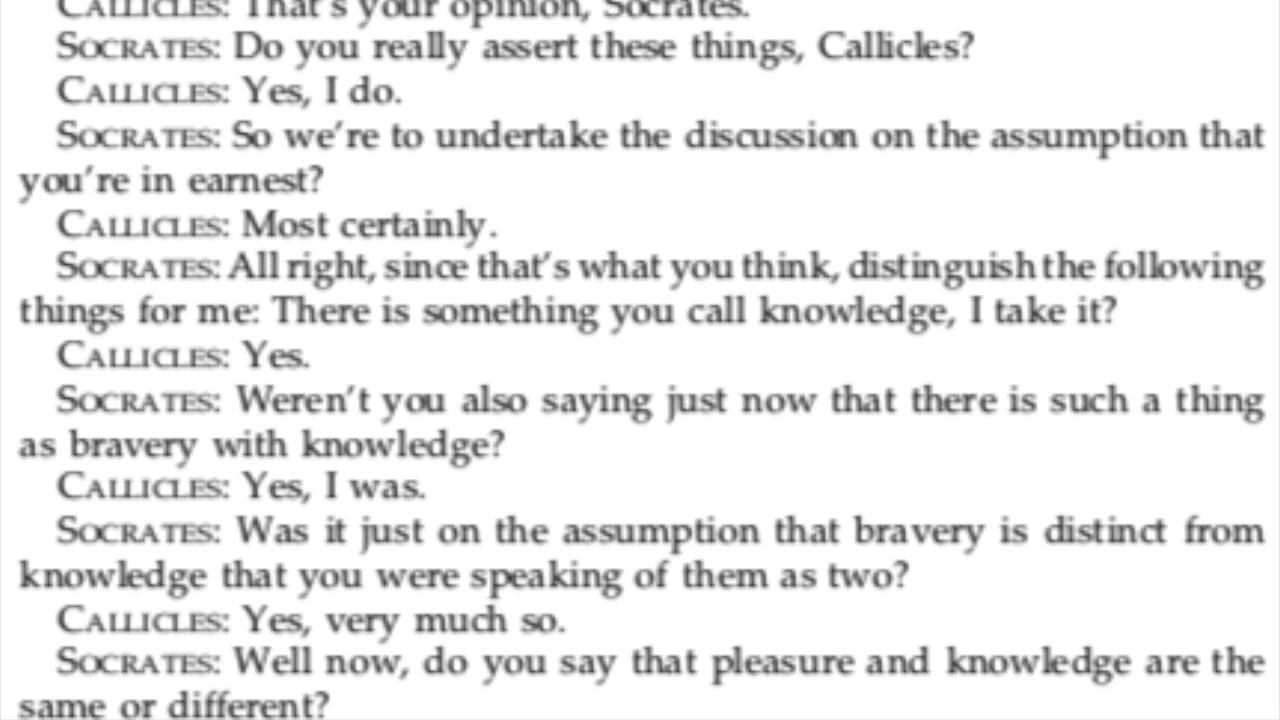 CALLICLES: That's your opinion, Socrates.
SOCRATES: Do you really assert these things, Callicles?
CALLICLES: Yes, I do.
SOCRATES: So we're to undertake the discussion on the assumption that
you're in earnest?
CALLICLES: Most certainly.
SOCRATES: All right, since that's what you think, distinguish the following
things for me: There is something you call knowledge, I take it?
CALLICLES: Yes.
SOCRATES: Weren't you also saying just now that there is such a thing
as bravery with knowledge?
CALLICLES: Yes, I was.
SOCRATES: Was it just on the assumption that bravery is distinct from
knowledge that you were speaking of them as two?
CALLICLES: Yes, very much so.
SOCRATES: Well now, do you say that pleasure and knowledge are the
same or different?